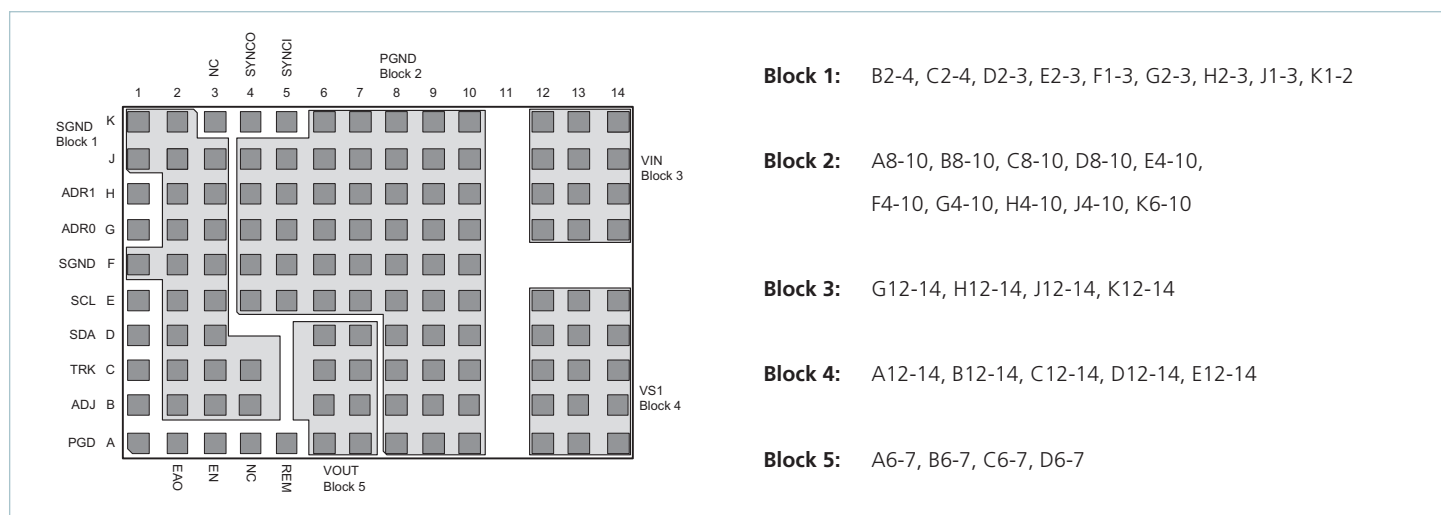 NC
SYNCO
SYNCI
PGND
Block 2
1 2 3 4 5 6 7 8 9 10 11 12 13 14
SGND
Block 1
K
J
ADR1 H
ADR0 G
SGND F
SCL E
SDA D
TRK C
ADJ B
PGD A
VIN
Block 3
VS1
Block 4
EAO
EN
NC
REM
VOUT
Block 5
Block 1: B2-4, C2-4, D2-3, E2-3, F1-3, G2-3, H2-3, J1-3, K1-2
Block 2: A8-10, B8-10, C8-10, D8-10, E4-10,
F4-10, G4-10, H4-10, J4-10, K6-10
Block 3: G12-14, H12-14, J12-14, K12-14
Block 4: A12-14, B12-14, C12-14, D12-14, E12-14
Block 5: A6-7, B6-7, C6-7, D6-7